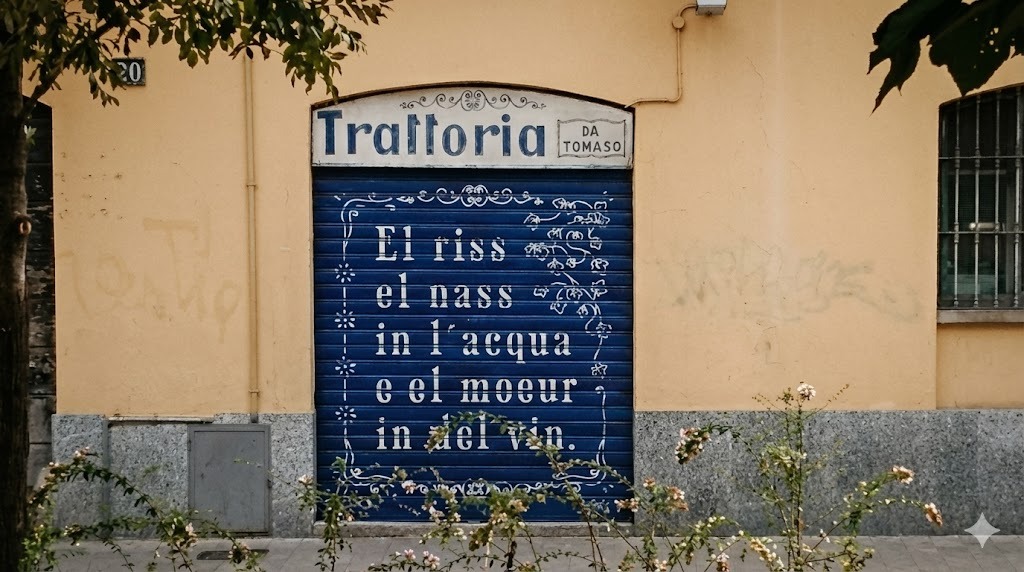 20
Trattoria
DA
TOMASO
El riss
el nass
in l'acqua
e el moeur
in del vin.